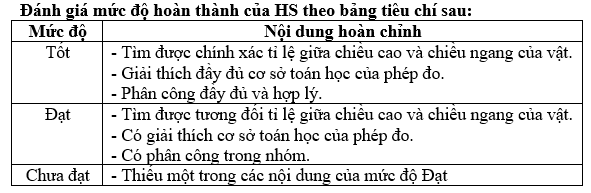 Đánh giá mức độ hoàn thành của HS theo bảng tiêu chí sau:
Mức độ Nội dung hoàn chỉnh
Tốt - Tìm được chính xác tỉ lệ giữa chiều cao và chiều ngang của vật.
- Giải thích đầy đủ cơ sở toán học của phép đo.
- Phân công đầy đủ và hợp lý.
Đạt - Tìm được tương đối tỉ lệ giữa chiều cao và chiều ngang của vật.
- Có giải thích cơ sở toán học của phép đo.
- Có phân công trong nhóm.
Chưa đạt - Thiếu một trong các nội dung của mức độ Đạt